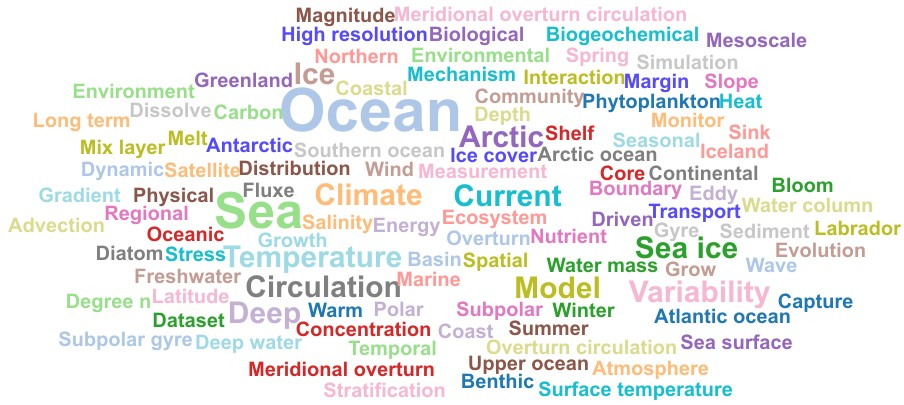 Magnitude Meridional overturn circulation
High resolution Biological Biogeochemical Mesoscale
Northern Environmental Spring Simulation
Greenland Ice Mechanism Interaction Margin Slope
Environment Coastal Community Phytoplankton Heat
Long term Dissolve Carbon Ocean Depth Monitor
Mix layer Melt Antarctic Southern ocean Arctic Shelf Seasonal Sink
Ice cover Arctic ocean Iceland
Dynamic Satellite Distribution Wind Measurement Core Continental
Gradient Physical Fluxe Climate Current Boundary Eddy Bloom
Regional Sea Salinity Energy Ecosystem Driven Transport Water column
Advection Oceanic Growth Overturn Nutrient Gyre Sediment Labrador
Diatom Stress Temperature Basin Spatial Sea ice Evolution
Freshwater Marine Water mass Grow Wave
Degree n Latitude Circulation Model Variability Capture
Dataset Deep Warm Polar Subpolar Winter Atlantic ocean
Subpolar gyre Deep water Concentration Coast Summer Sea surface
Temporal Overturn circulation
Meridional overturn Upper ocean Atmosphere
Stratification Benthic Surface temperature